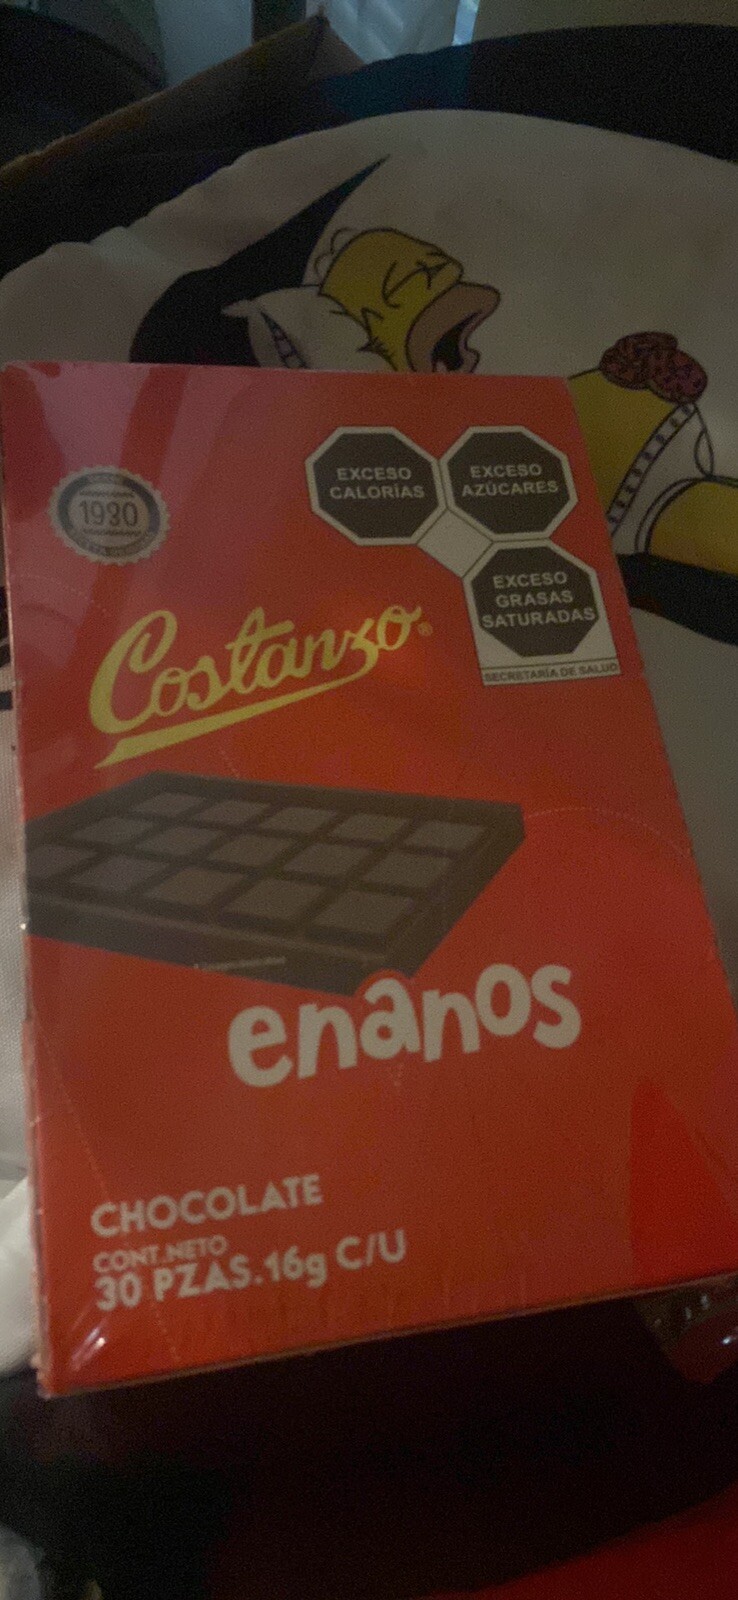 EXCESO
CALORÍAS
EXCESO
AZÚCARES
1930
EXCESO
GRASAS
SATURADAS
SECRETARÍA DE SALUD
Costanzo®
enanos
CHOCOLATE
CONT.NETO
30 PZAS.16g C/U